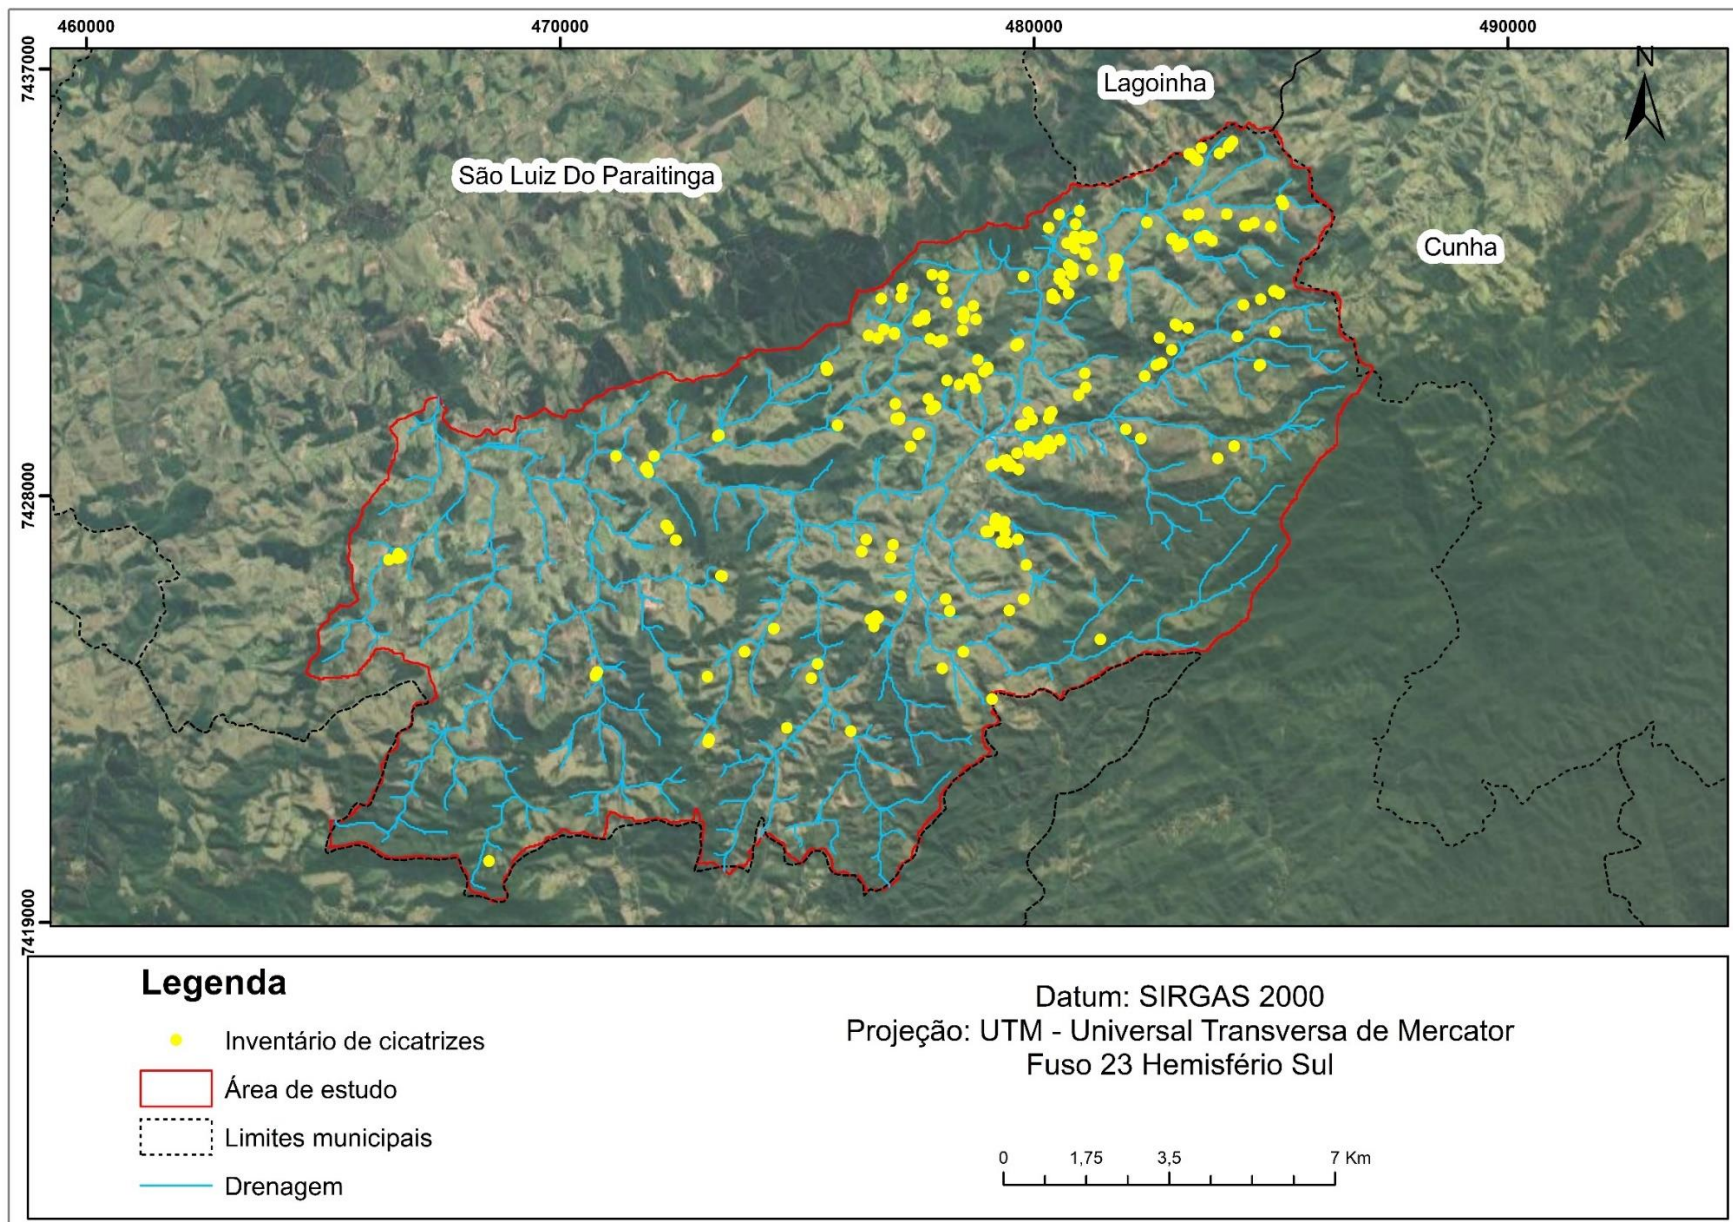 460000
470000
480000
490000
7437000
7428000
7419000
N
Lagoinha
São Luiz Do Paraitinga
Cunha
Legenda
Inventário de cicatrizes
Área de estudo
Limites municipais
Drenagem
Datum: SIRGAS 2000
Projeção: UTM - Universal Transversa de Mercator
Fuso 23 Hemisfério Sul
0 1,75 3,5 7 Km